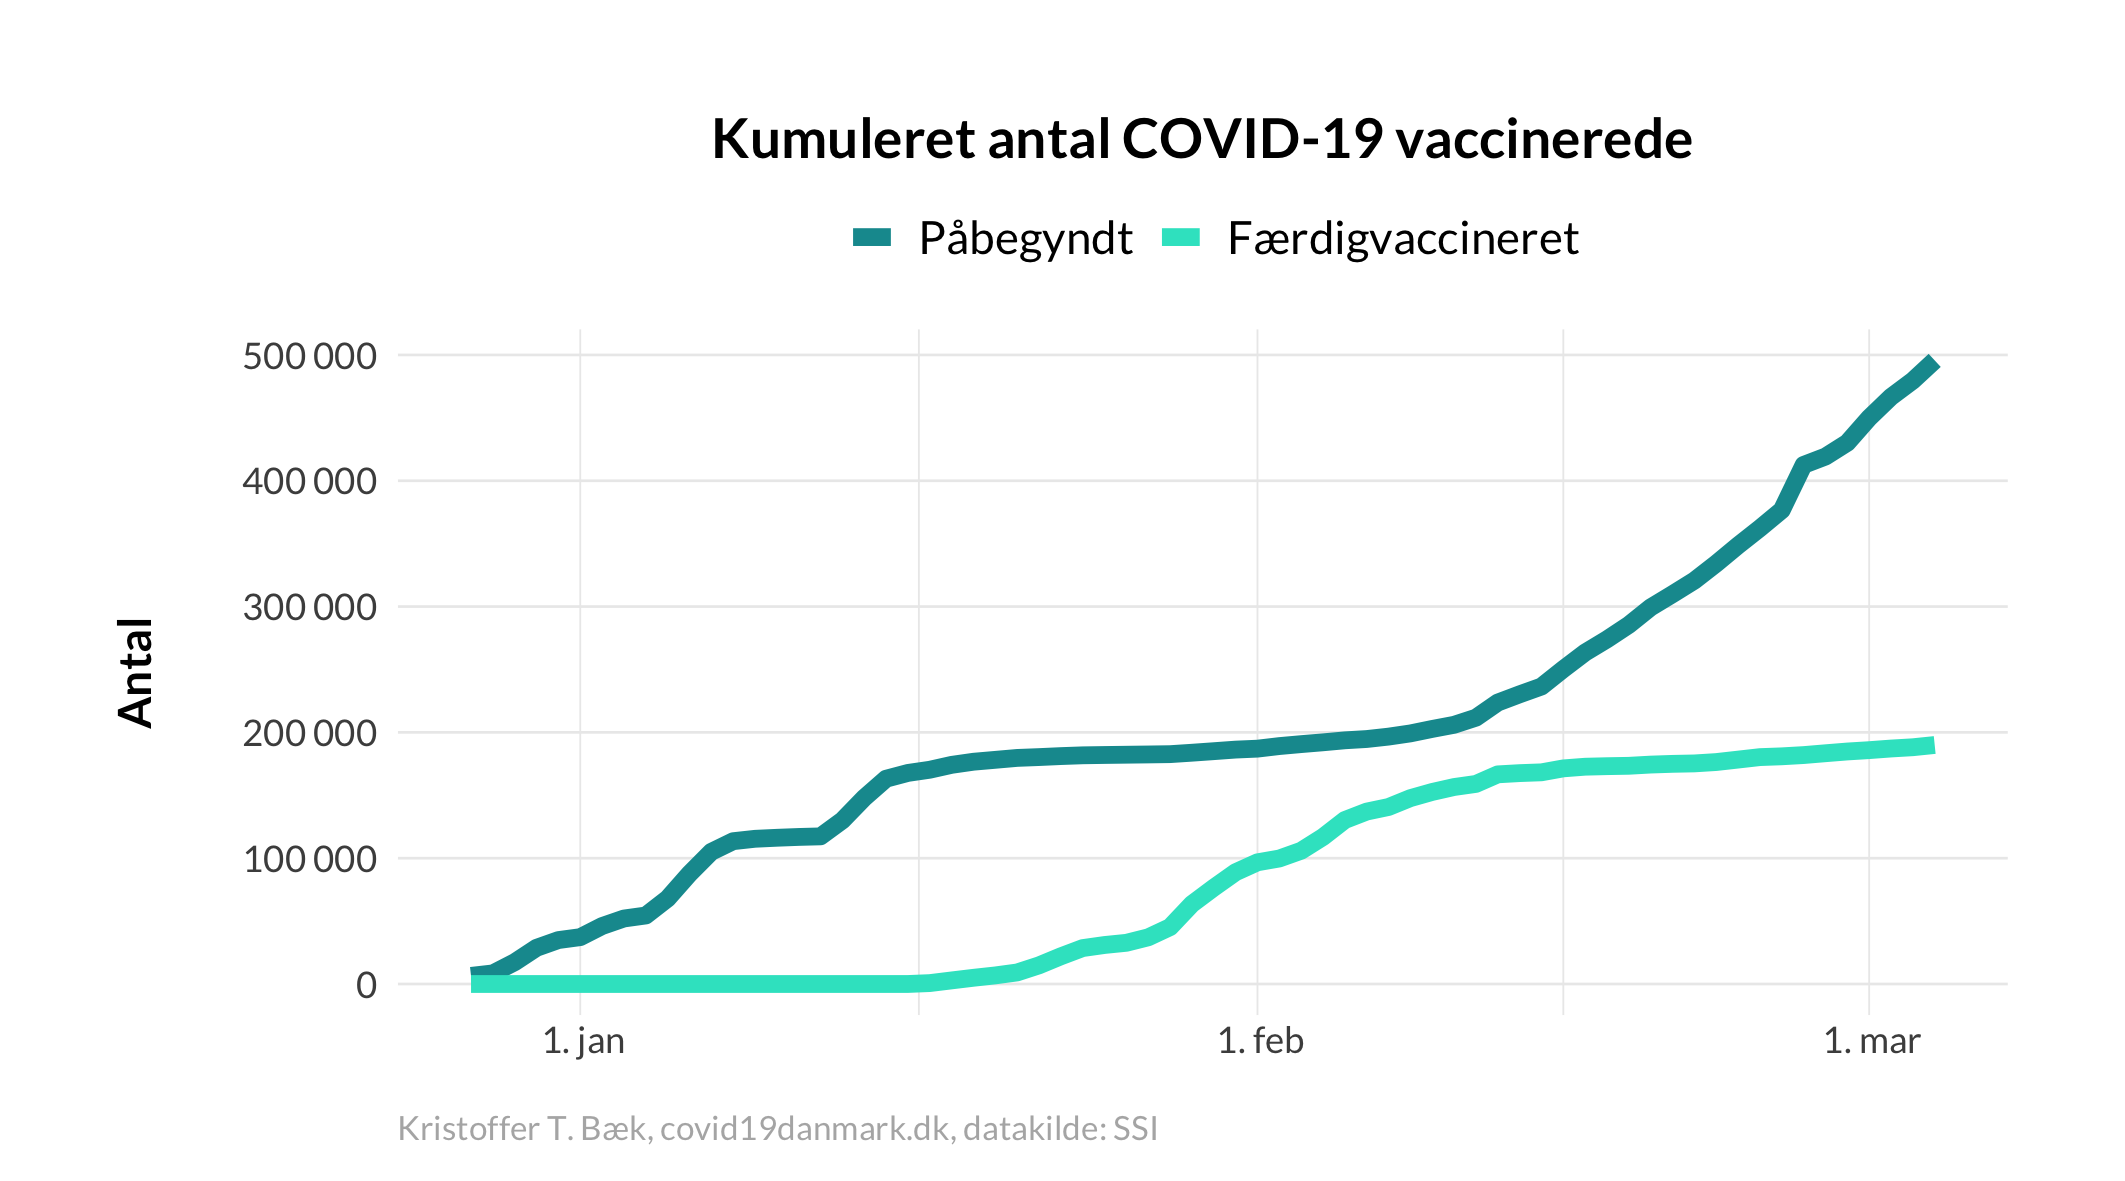 Kumuleret antal COVID-19 vaccinerede
Påbegyndt Færdigvaccineret
Antal
500 000
400 000
300 000
200 000
100 000
0
1. jan 1. feb 1. mar
Kristoffer T. Bæk, covid19danmark.dk, datakilde: SSI